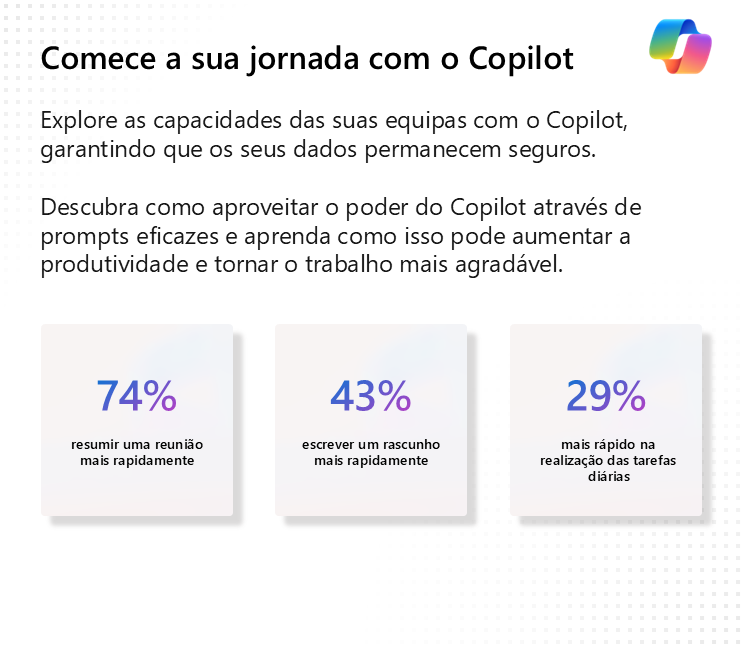 Comece a sua jornada com o Copilot
Explore as capacidades das suas equipas com o Copilot,
garantindo que os seus dados permanecem seguros.
Descubra como aproveitar o poder do Copilot através de
prompts eficazes e aprenda como isso pode aumentar a
produtividade e tornar o trabalho mais agradável.
74%
resumir uma reunião
mais rapidamente
43%
escrever um rascunho
mais rapidamente
29%
mais rápido na
realização das tarefas
diárias